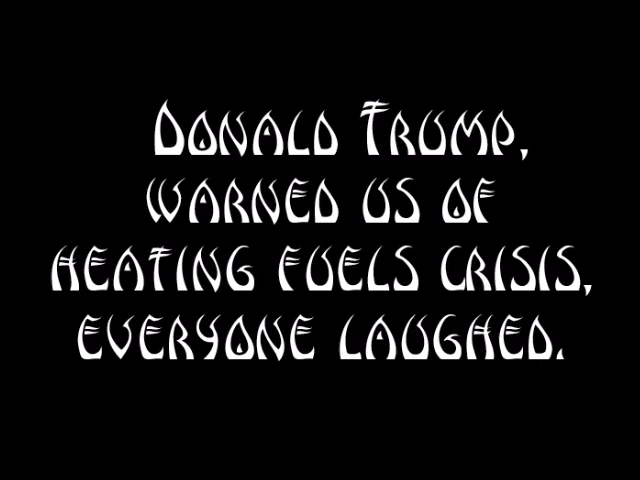 Donald Trump,
warned us of
heating fuels crisis,
everyone laughed.